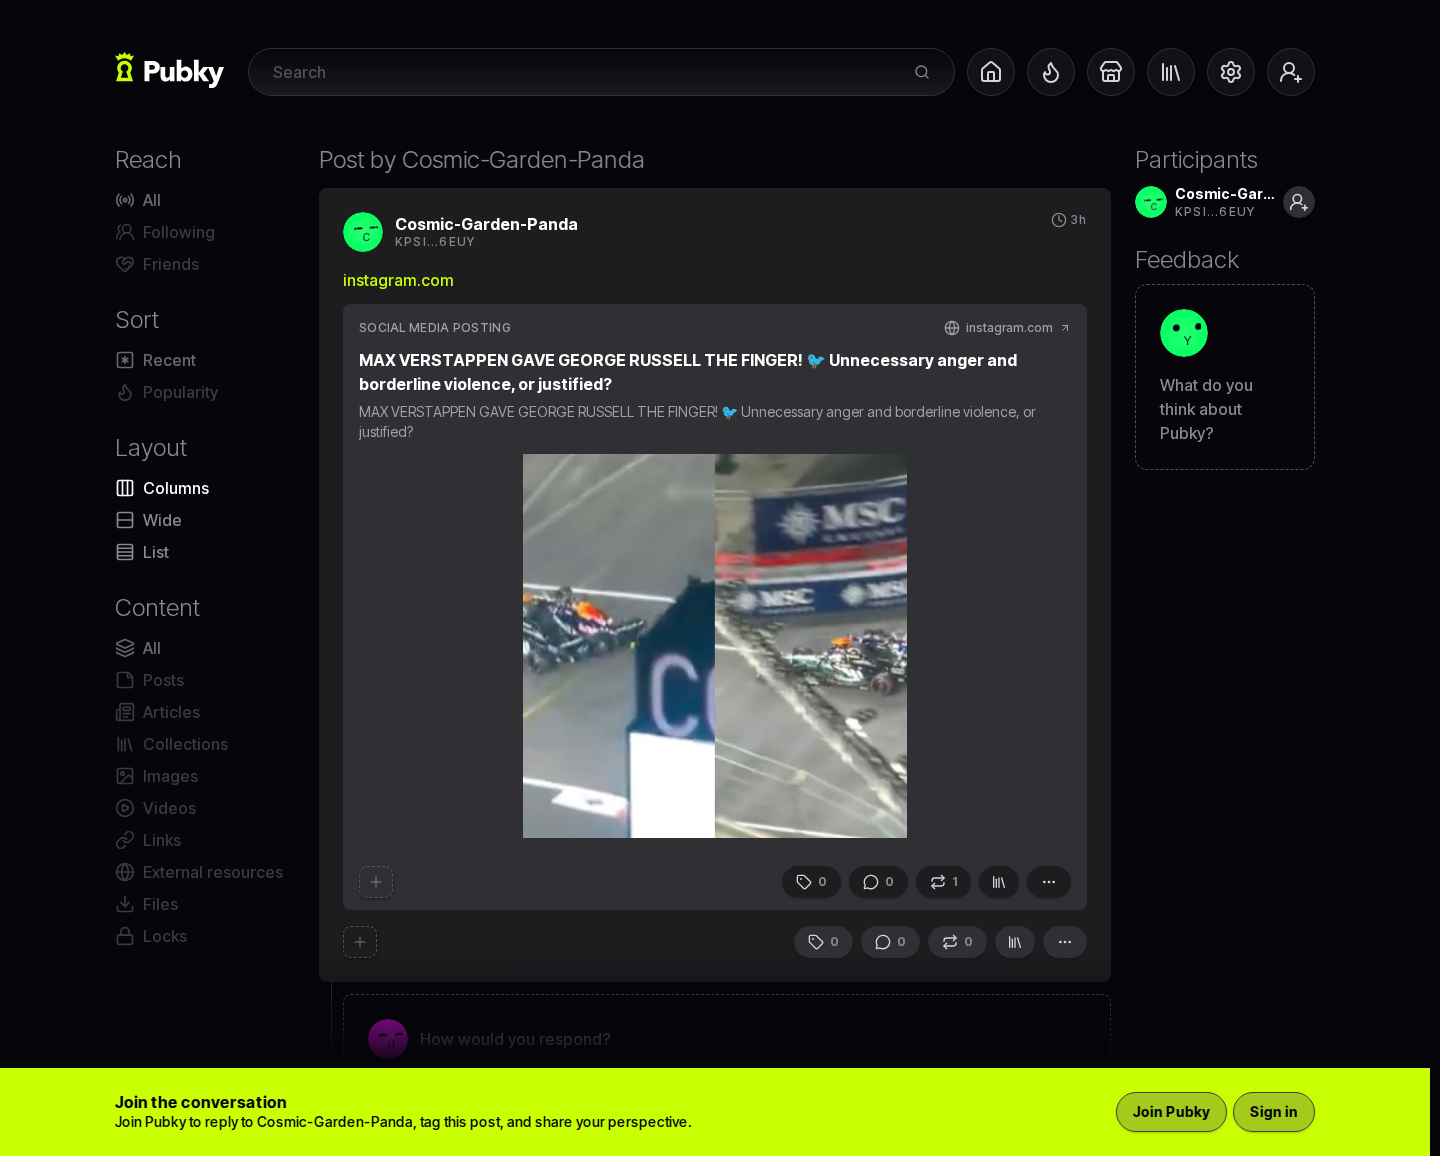 Pubky
Search
Reach
All
Following
Friends
Sort
Recent
Popularity
Layout
Columns
Wide
List
Content
All
Posts
Articles
Collections
Images
Videos
Links
External resources
Files
Locks
Post by Cosmic-Garden-Panda
C
Cosmic-Garden-Panda
KPSI...6EUY
3h
instagram.com
SOCIAL MEDIA POSTING
instagram.com
MAX VERSTAPPEN GAVE GEORGE RUSSELL THE FINGER! 🐦 Unnecessary anger and
borderline violence, or justified?
MAX VERSTAPPEN GAVE GEORGE RUSSELL THE FINGER! 🐦 Unnecessary anger and borderline violence, or
justified?
MSC
MSC
MSC
0
0
1
0
0
0
U
How would you respond?
Participants
C
Cosmic-Gar...
KPSI...6EUY
Feedback
Y
What do you
think about
Pubky?
Join the conversation
Join Pubky to reply to Cosmic-Garden-Panda, tag this post, and share your perspective.
Join Pubky
Sign in